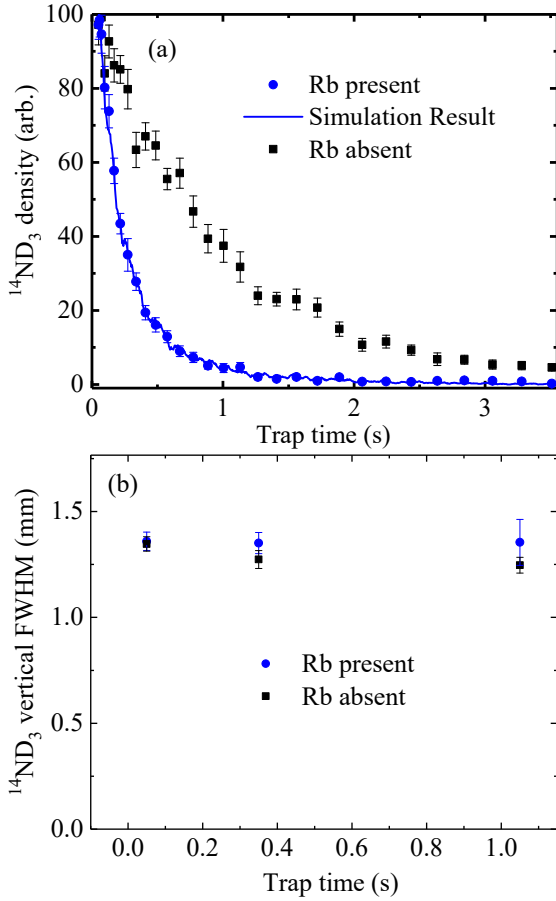 (a)
Rb present
Simulation Result
Rb absent
¹⁴ND₃ density (arb.)
100
80
60
40
20
0
0 1 2 3
Trap time (s)
(b)
Rb present
Rb absent
¹⁴ND₃ vertical FWHM (mm)
1.5
1.0
0.5
0.0
0.0 0.2 0.4 0.6 0.8 1.0
Trap time (s)